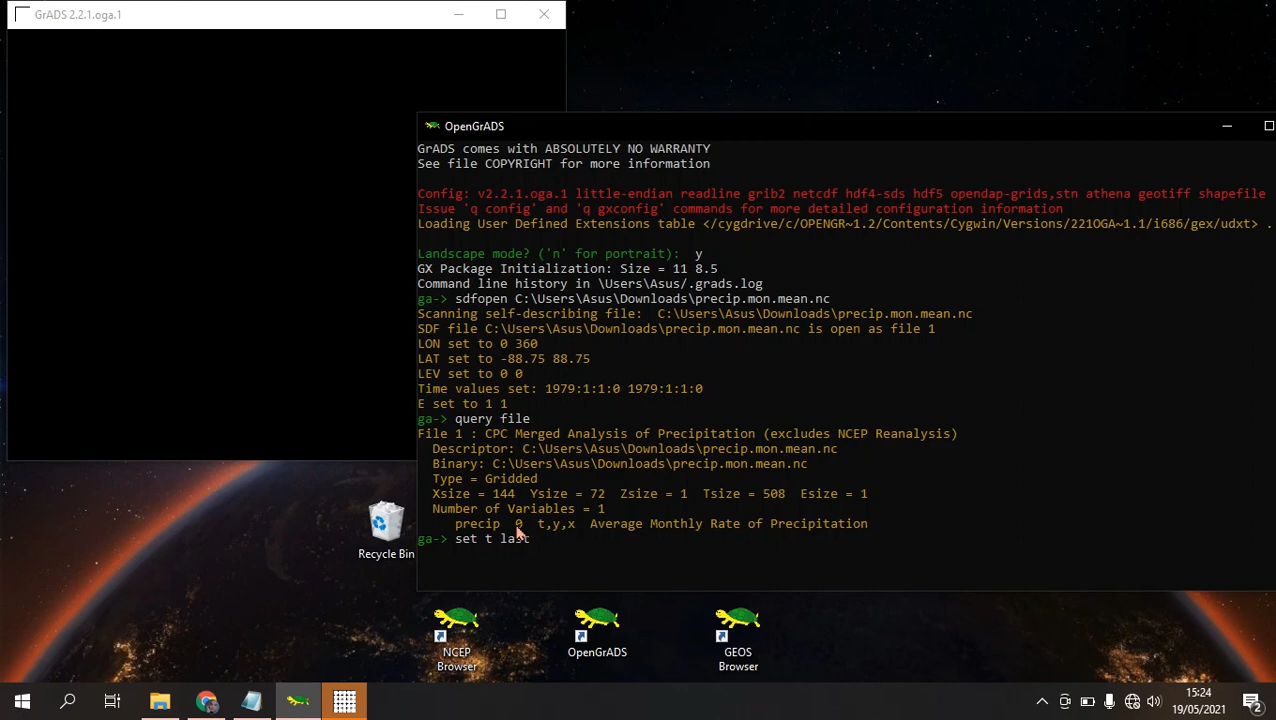 GrADS 2.2.1.oga.1
OpenGrADS
GrADS comes with ABSOLUTELY NO WARRANTY
See file COPYRIGHT for more information
Config: v2.2.1.oga.1 little-endian readline grib2 netcdf hdf4-sds hdf5 opendap-grids,stn athena geotiff shapefile
Issue 'q config' and 'q gxconfig' commands for more detailed configuration information
Loading User Defined Extensions table </cygdrive/c/OPENGR~1.2/Contents/Cygwin/Versions/221OGA~1.1/i686/gex/udxt> .
Landscape mode? ('n' for portrait):  y
GX Package Initialization: Size = 11 8.5
Command line history in \Users\Asus/.grads.log
ga-> sdfopen C:\Users\Asus\Downloads\precip.mon.mean.nc
Scanning self-describing file:  C:\Users\Asus\Downloads\precip.mon.mean.nc
SDF file C:\Users\Asus\Downloads\precip.mon.mean.nc is open as file 1
LON set to 0 360
LAT set to -88.75 88.75
LEV set to 0 0
Time values set: 1979:1:1:0 1979:1:1:0
E set to 1 1
ga-> query file
File 1 : CPC Merged Analysis of Precipitation (excludes NCEP Reanalysis)
Descriptor: C:\Users\Asus\Downloads\precip.mon.mean.nc
Binary: C:\Users\Asus\Downloads\precip.mon.mean.nc
Type = Gridded
Xsize = 144  Ysize = 72  Zsize = 1  Tsize = 508  Esize = 1
Number of Variables = 1
precip  0  t,y,x  Average Monthly Rate of Precipitation
ga-> set t last
Recycle Bin
NCEP Browser
OpenGrADS
GEOS Browser
15:24
19/05/2021
2